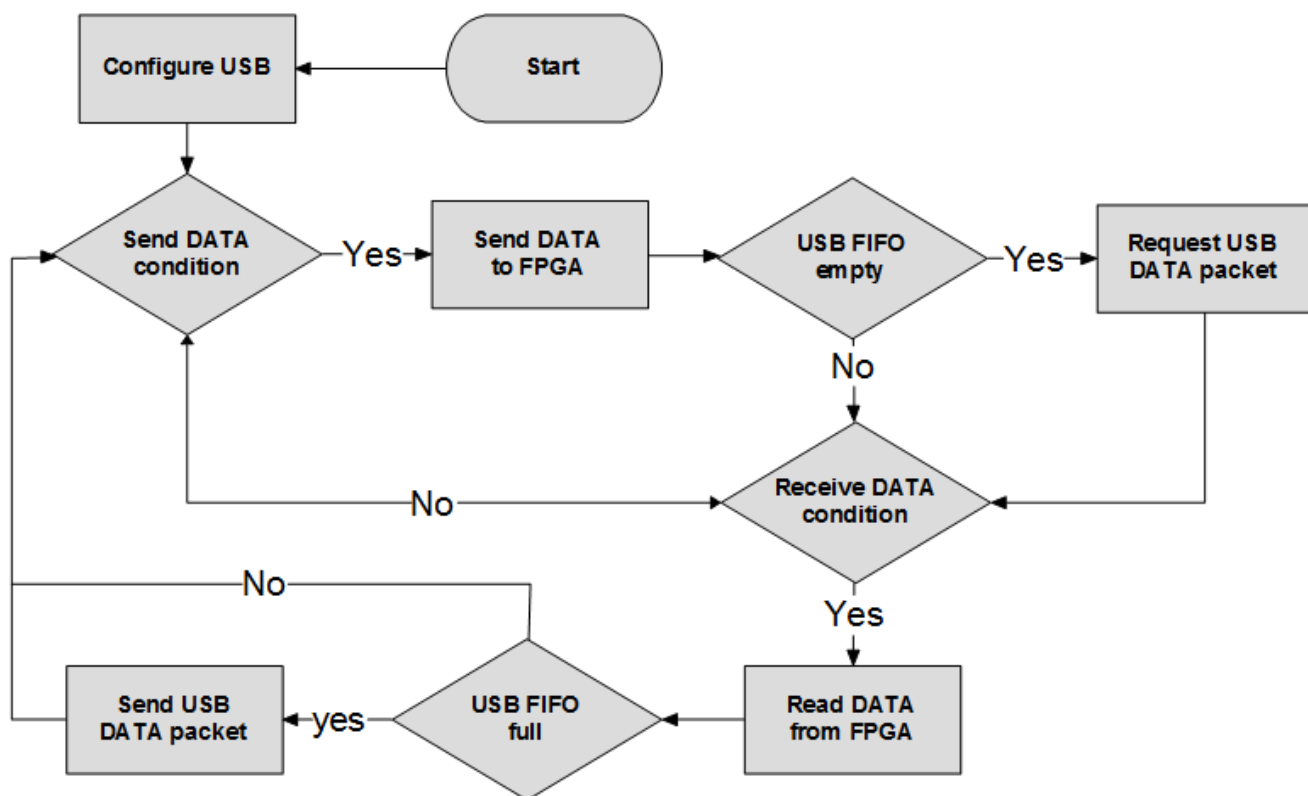 Configure USB
Start
Send DATA
condition
Yes
Send DATA
to FPGA
USB FIFO
empty
Yes
Request USB
DATA packet
No
Receive DATA
condition
No
No
Yes
Send USB
DATA packet
yes
USB FIFO
full
Read DATA
from FPGA